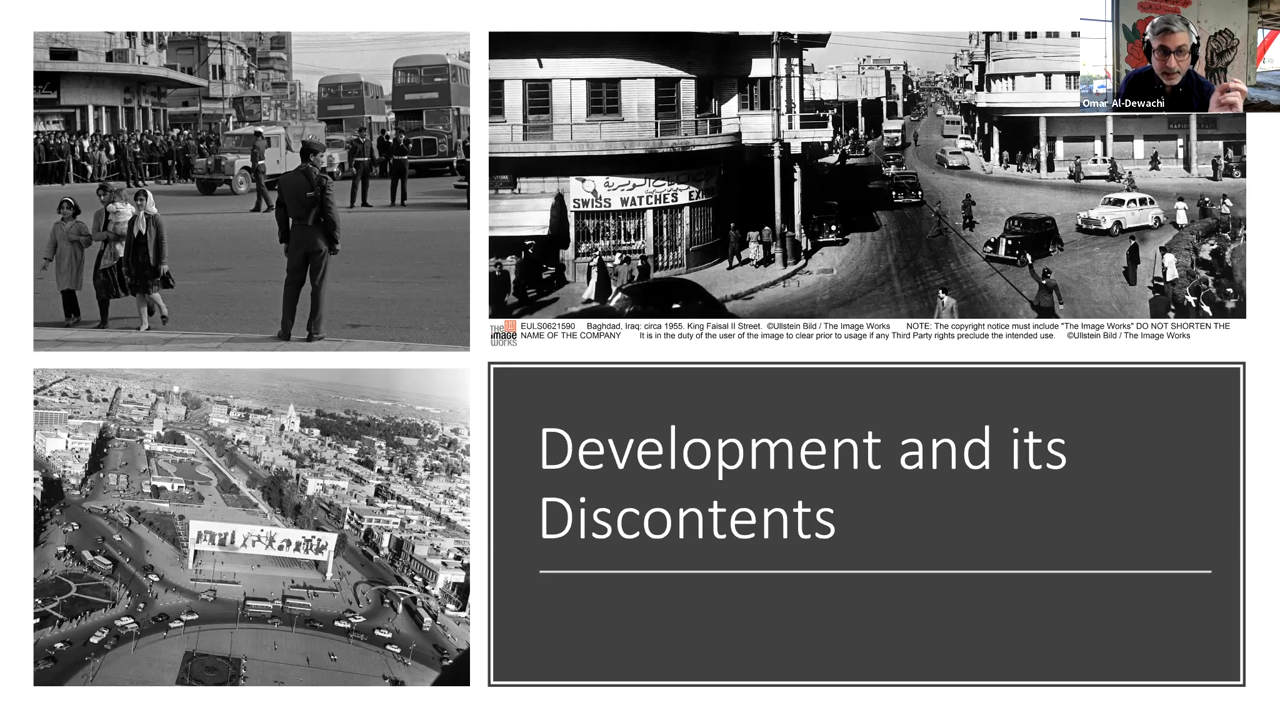 Omar Al-Dewachi
الساعات السويسرية
SWISS WATCHES EX
THE
image
WORKS
EULS0621590 Baghdad, Iraq: circa 1955. King Faisal II Street. ©Ullstein Bild / The Image Works NOTE: The copyright notice must include "The Image Works" DO NOT SHORTEN THE
NAME OF THE COMPANY It is in the duty of the user of the image to clear prior to usage if any Third Party rights preclude the intended use. ©Ullstein Bild / The Image Works
Development and its
Discontents